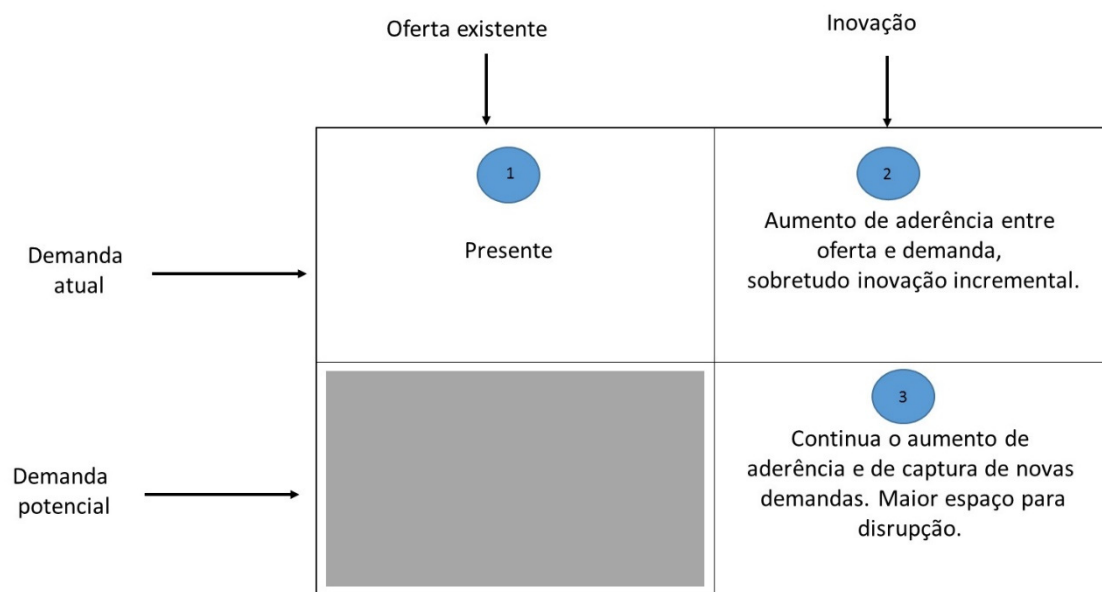 Oferta existente
Inovação
1
2
Demanda
atual
Presente
Aumento de aderência entre
oferta e demanda,
sobretudo inovação incremental.
3
Demanda
potencial
Continua o aumento de
aderência e de captura de novas
demandas. Maior espaço para
disrupção.